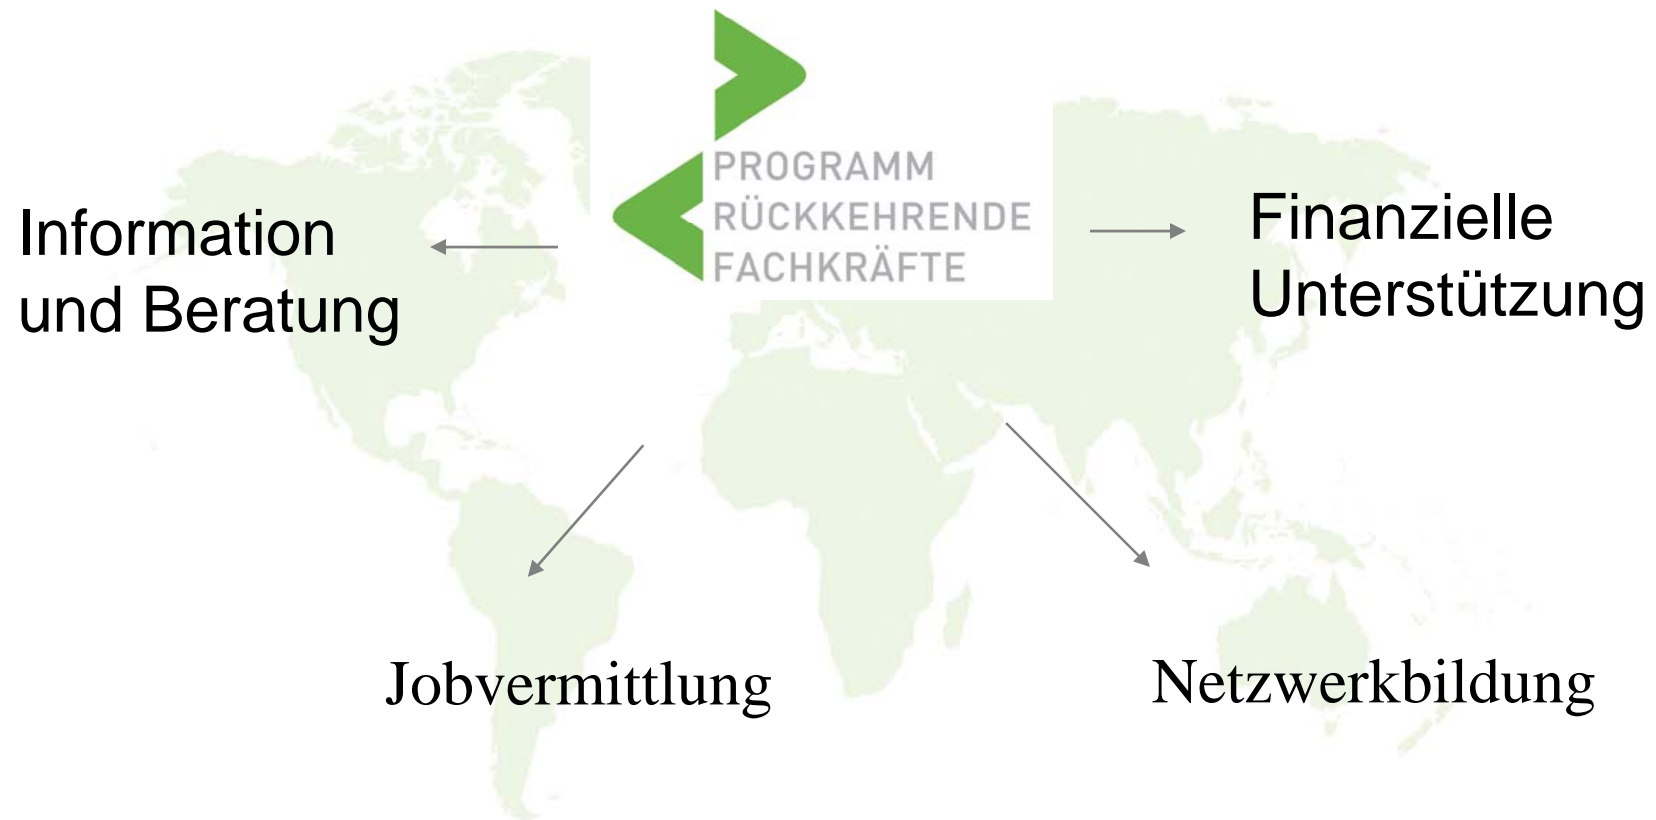 PROGRAMM
RÜCKKEHRENDE
FACHKRÄFTE
Information
und Beratung
Finanzielle
Unterstützung
Jobvermittlung
Netzwerkbildung